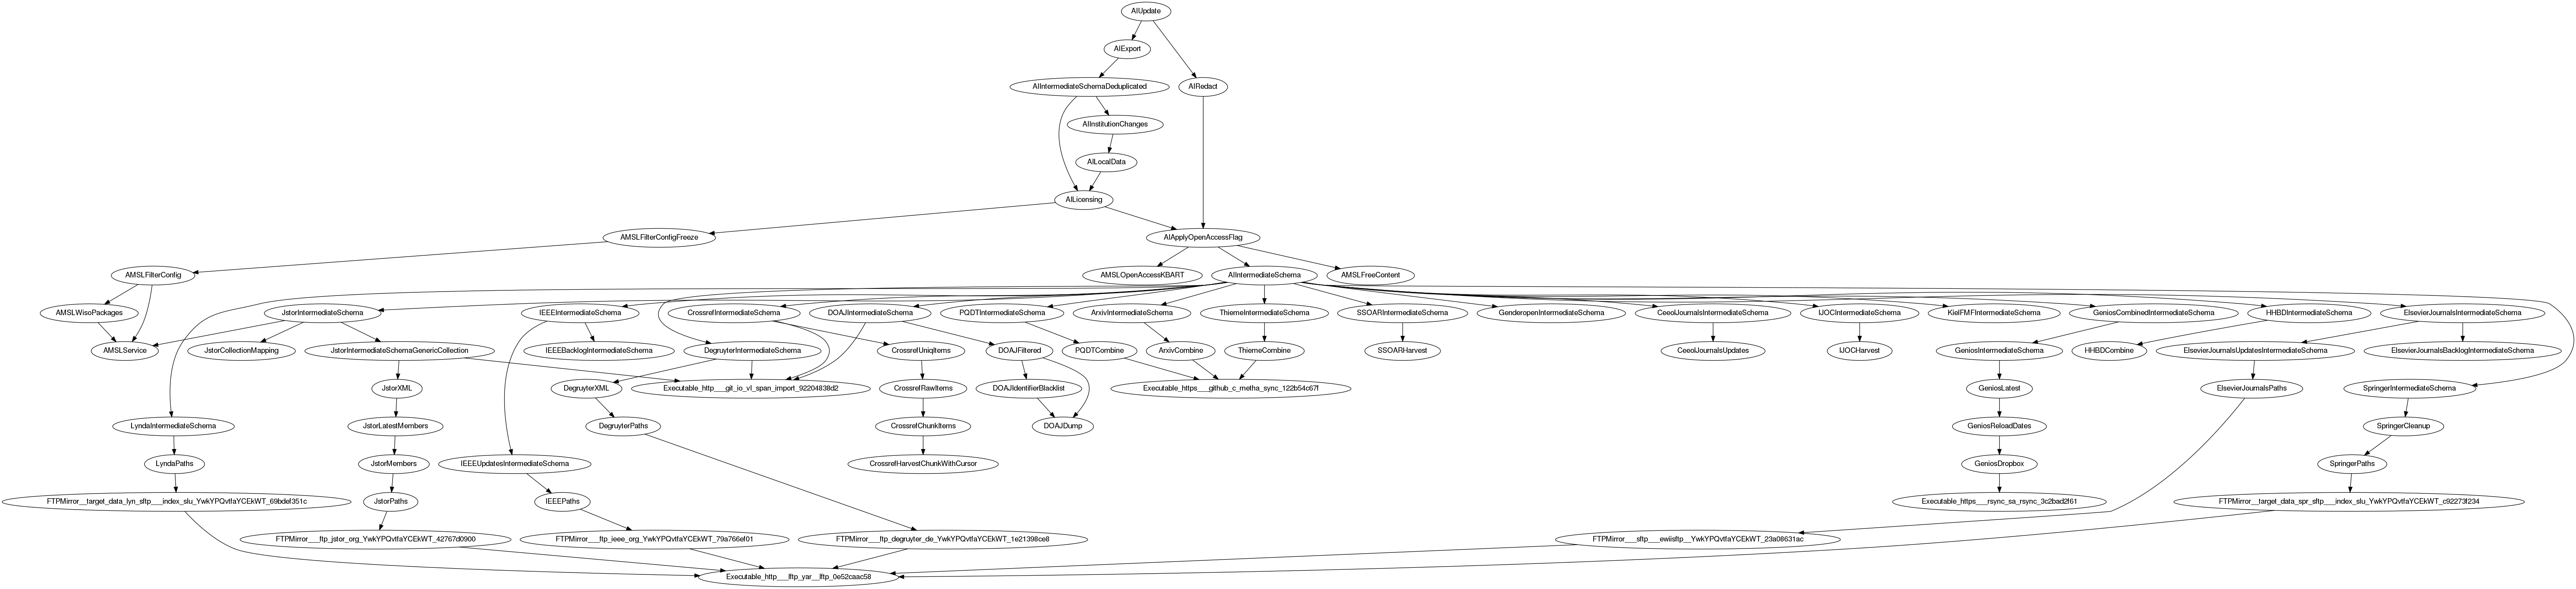 AIUpdate
AIExport
AIIntermediateSchemaDeduplicated
AIRedact
AIInstitutionChanges
AILocalData
AILicensing
AMSLFilterConfigFreeze
AIApplyOpenAccessFlag
AMSLFilterConfig
AMSLOpenAccessKBART
AIIntermediateSchema
AMSLFreeContent
AMSLWisoPackages
JstorIntermediateSchema
IEEEIntermediateSchema
CrossrefIntermediateSchema
DOAJIntermediateSchema
PQDTIntermediateSchema
ArxivIntermediateSchema
ThiemeIntermediateSchema
SSOARIntermediateSchema
GenderopenIntermediateSchema
CeeolJournalsIntermediateSchema
IJOCIntermediateSchema
KielFMFIntermediateSchema
GeniosCombinedIntermediateSchema
HHBDIntermediateSchema
ElsevierJournalsIntermediateSchema
AMSLService
JstorCollectionMapping
JstorIntermediateSchemaGenericCollection
IEEEBacklogIntermediateSchema
DegruyterIntermediateSchema
CrossrefUniqItems
DOAJFiltered
PQDTCombine
ArxivCombine
ThiemeCombine
SSOARHarvest
CeeolJournalsUpdates
IJOCHarvest
GeniosIntermediateSchema
HHBDCombine
ElsevierJournalsUpdatesIntermediateSchema
ElsevierJournalsBacklogIntermediateSchema
JstorXML
DegruyterXML
Executable_http___git_io_vl_span_import_92204838d2
CrossrefRawItems
DOAJIdentifierBlacklist
Executable_https___github_c_metha_sync_122b54c67f
GeniosLatest
ElsevierJournalsPaths
SpringerIntermediateSchema
LyndaIntermediateSchema
JstorLatestMembers
DegruyterPaths
CrossrefChunkItems
DOAJDump
GeniosReloadDates
SpringerCleanup
LyndaPaths
JstorMembers
IEEEUpdatesIntermediateSchema
CrossrefHarvestChunkWithCursor
GeniosDropbox
SpringerPaths
FTPMirror__target_data_lyn_sftp___index_slu_YwkYPQvtfaYCEkWT_69bdef351c
JstorPaths
IEEEPaths
Executable_https___rsync_sa_rsync_3c2bad2f61
FTPMirror__target_data_spr_sftp___index_slu_YwkYPQvtfaYCEkWT_c92273f234
FTPMirror___ftp_jstor_org_YwkYPQvtfaYCEkWT_42767d0900
FTPMirror___ftp_ieee_org_YwkYPQvtfaYCEkWT_79a766ef01
FTPMirror___ftp_degruyter_de_YwkYPQvtfaYCEkWT_1e21398ce8
FTPMirror___sftp___ewiisftp__YwkYPQvtfaYCEkWT_23a08631ac
Executable_http___lftp_yar__lftp_0e52caac58